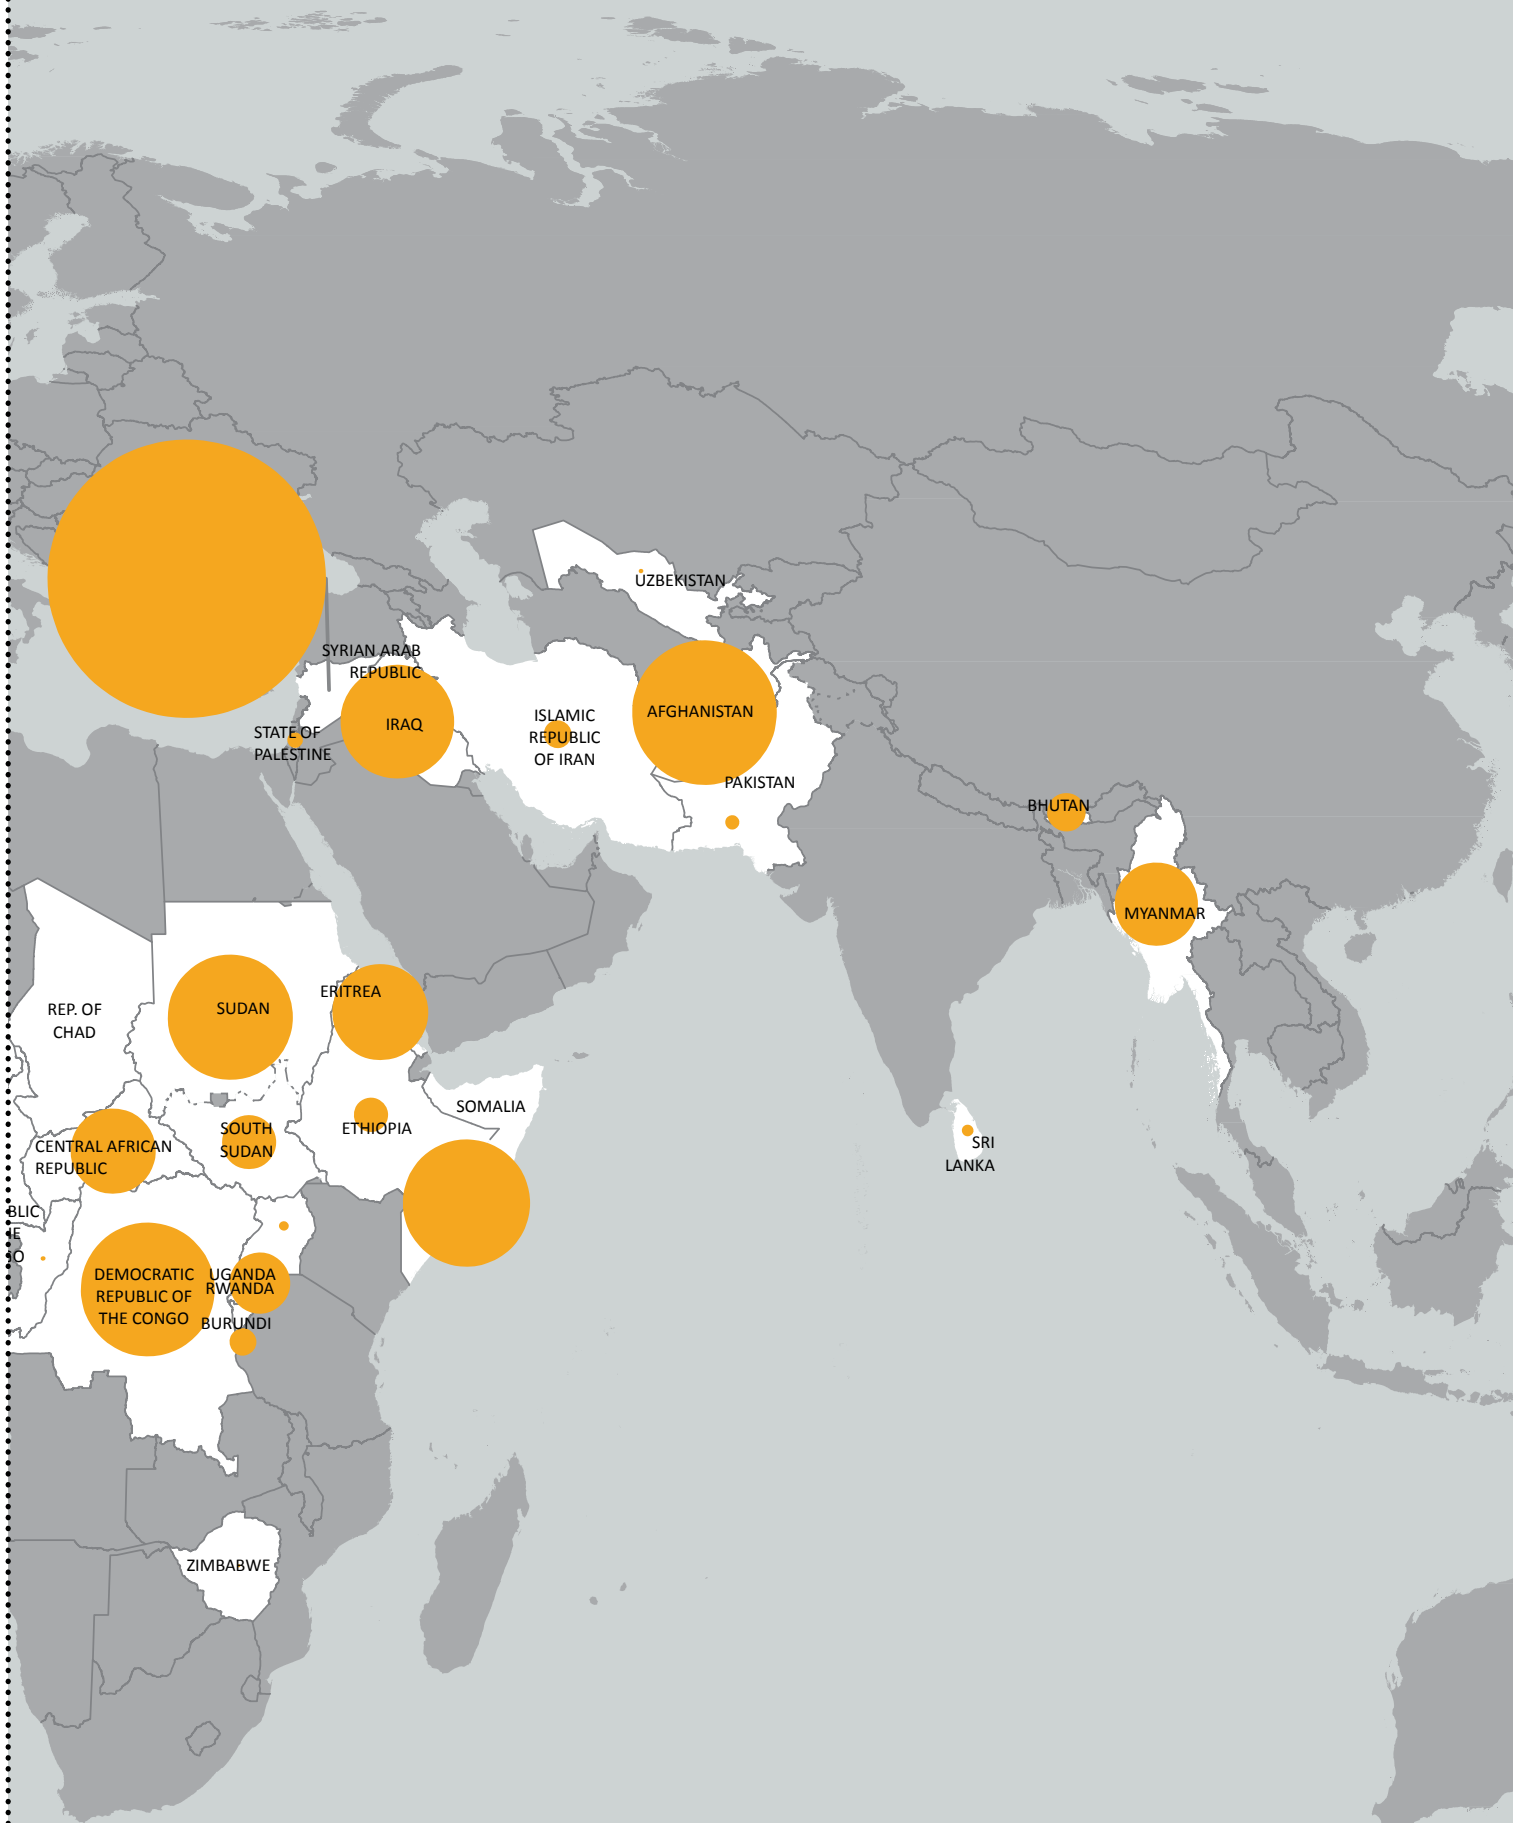 UZBEKISTAN
SYRIAN ARAB
REPUBLIC
AFGHANISTAN
ISLAMIC
REPUBLIC
OF IRAN
IRAQ
STATE OF
PALESTINE
PAKISTAN
BHUTAN
MYANMAR
ERITREA
SUDAN
REP. OF
CHAD
SOMALIA
SOUTH
SUDAN
ETHIOPIA
CENTRAL AFRICAN
REPUBLIC
SRI
LANKA
BLIC
DEMOCRATIC
REPUBLIC OF
THE CONGO
UGANDA
RWANDA
BURUNDI
ZIMBABWE